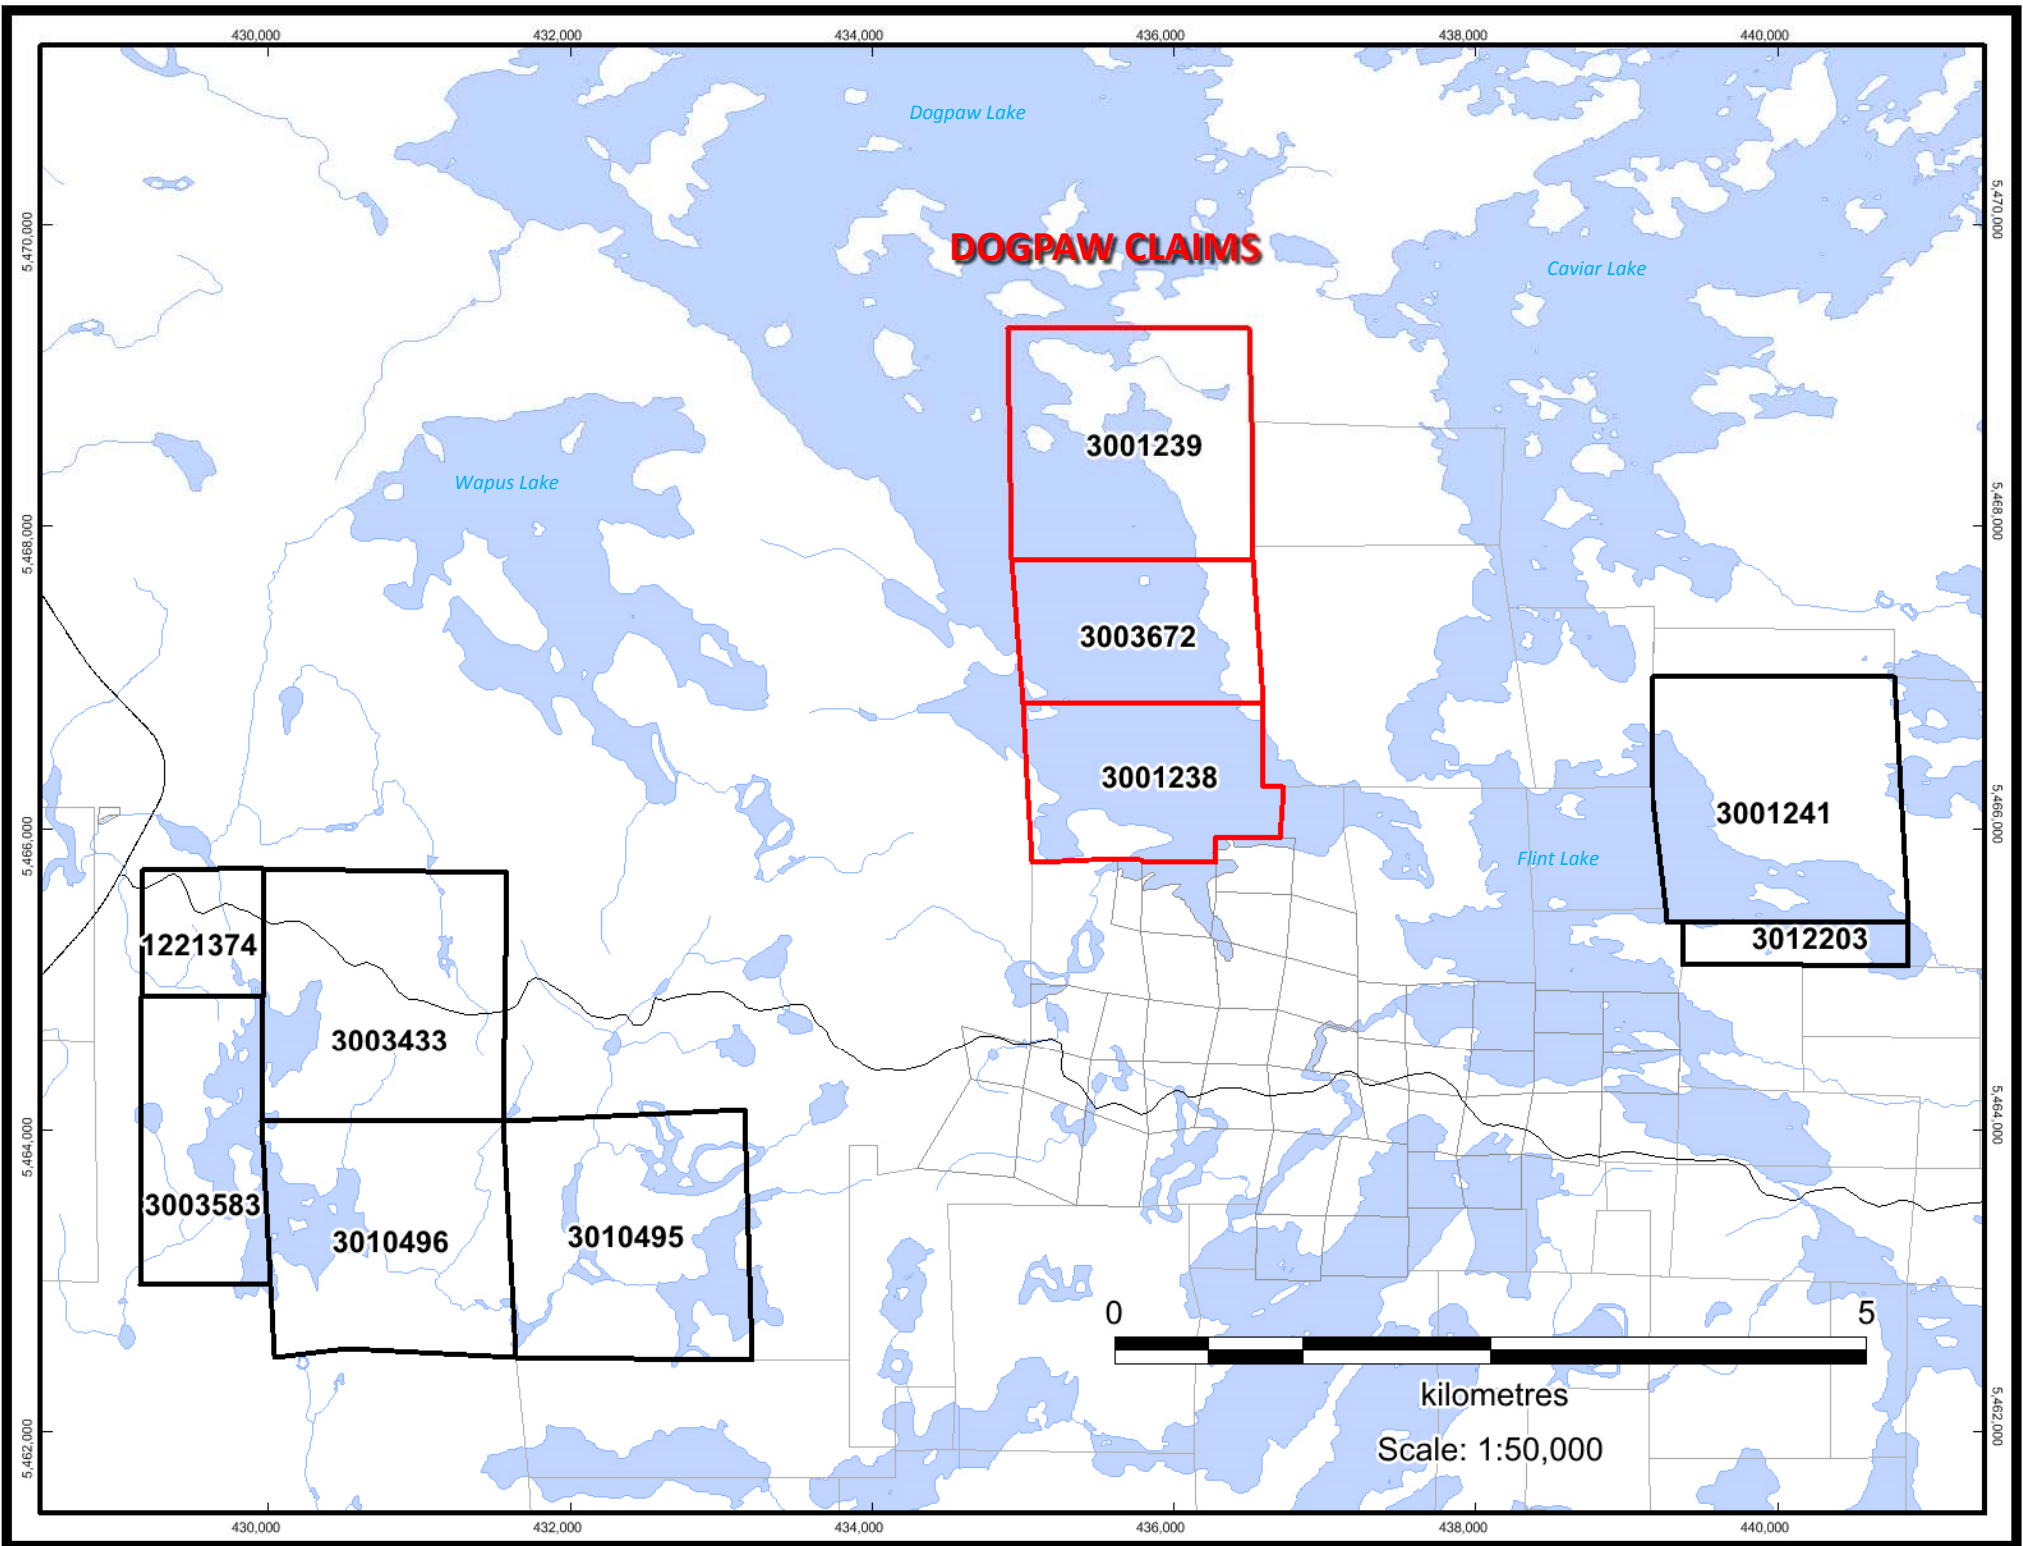 430,000 432,000 434,000 436,000 438,000 440,000
Dogpaw Lake
5,470,000
5,470,000
DOGPAW CLAIMS
Caviar Lake
3001239
Wapus Lake
5,468,000
5,468,000
3003672
3001238
3001241
5,466,000
5,466,000
Flint Lake
1221374
3012203
3003433
5,464,000
5,464,000
3003583
3010496
3010495
0 5
kilometres
Scale: 1:50,000
5,462,000
5,462,000
430,000 432,000 434,000 436,000 438,000 440,000